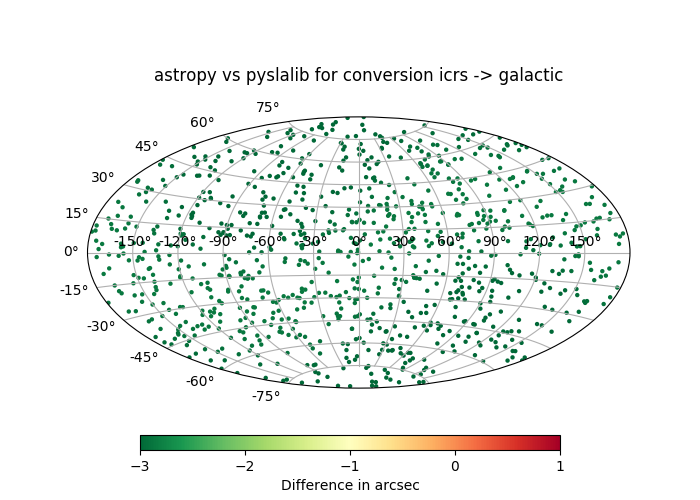 astropy vs pyslalib for conversion icrs -> galactic
75°
60°
45°
30°
15°
-150° -120° -90° -60° -30° 0° 30° 60° 90° 120° 150°
0°
-15°
-30°
-45°
-60°
-75°
−3 −2 −1 0 1
Difference in arcsec